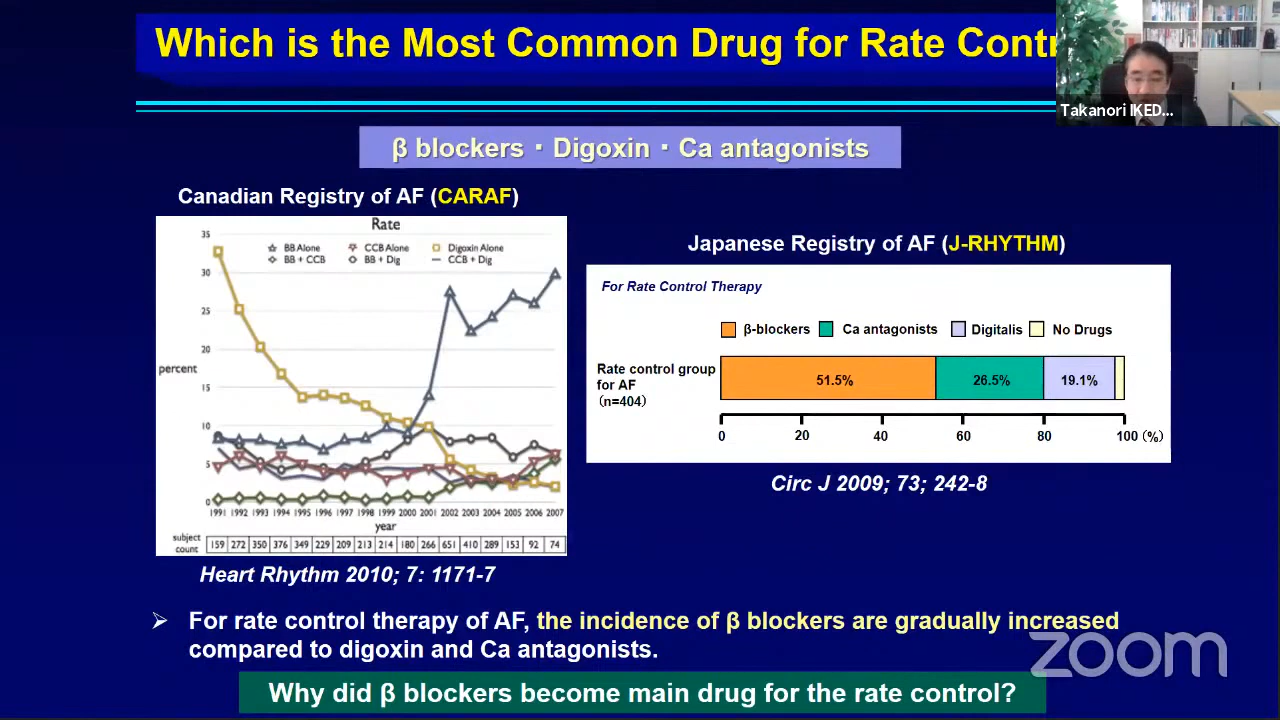 Which is the Most Common Drug for Rate Contr
Takanori IKED...
β blockers・Digoxin・Ca antagonists
Canadian Registry of AF (CARAF)
Rate
BB Alone CCB Alone Digoxin Alone
BB + CCB BB + Dig CCB + Dig
35
30
25
20
percent
15
10
5
0
1991 1992 1993 1994 1995 1996 1997 1998 1999 2000 2001 2002 2003 2004 2005 2006 2007
year
subject
count
159 272 350 376 349 229 209 213 214 180 266 651 410 289 153 92 74
Heart Rhythm 2010; 7: 1171-7
Japanese Registry of AF (J-RHYTHM)
For Rate Control Therapy
β-blockers Ca antagonists Digitalis No Drugs
Rate control group
for AF
(n=404)
51.5% 26.5% 19.1%
0 20 40 60 80 100 (%)
Circ J 2009; 73; 242-8
➢ For rate control therapy of AF, the incidence of β blockers are gradually increased
compared to digoxin and Ca antagonists.
zoom
Why did β blockers become main drug for the rate control?